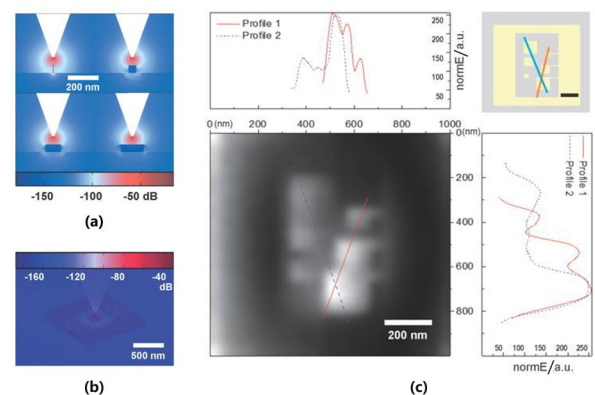 200 nm
-150 -100 -50 dB
(a)
-160 -120 -80 -40
dB
500 nm
(b)
Profile 1
Profile 2
250
200
150
100
50
normE/a.u.
0(nm) 200 400 600 800 1000
0(nm)
200
400
600
800
200 nm
Profile 1
Profile 2
50 100 150 200 250
normE/a.u.
(c)